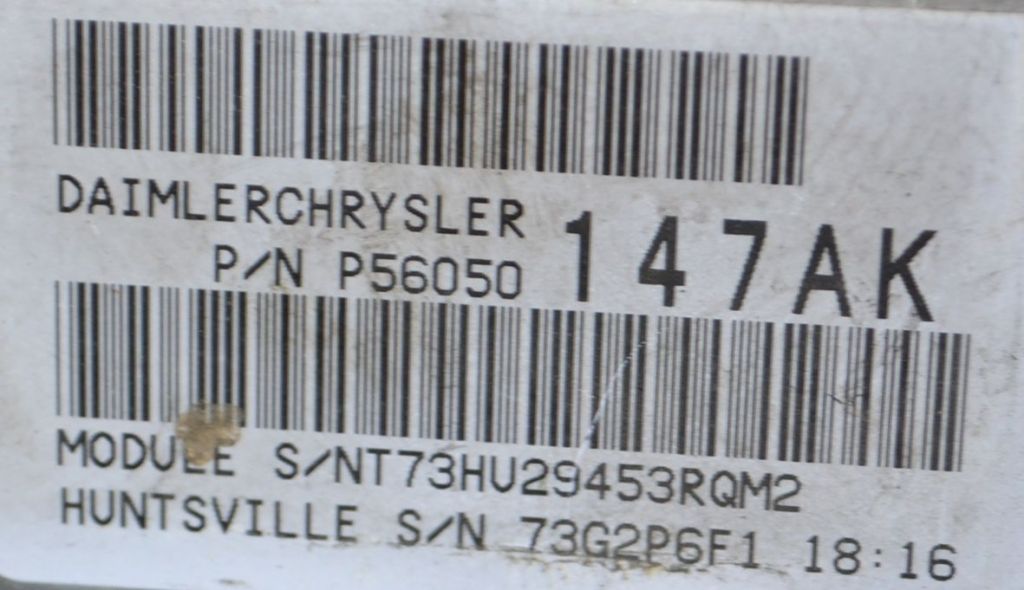 DAIMLERCHRYSLER
P/N P56050 147AK
MODULE S/NT73HU29453RQM2
HUNTSVILLE S/N 73G2P6F1 18:16